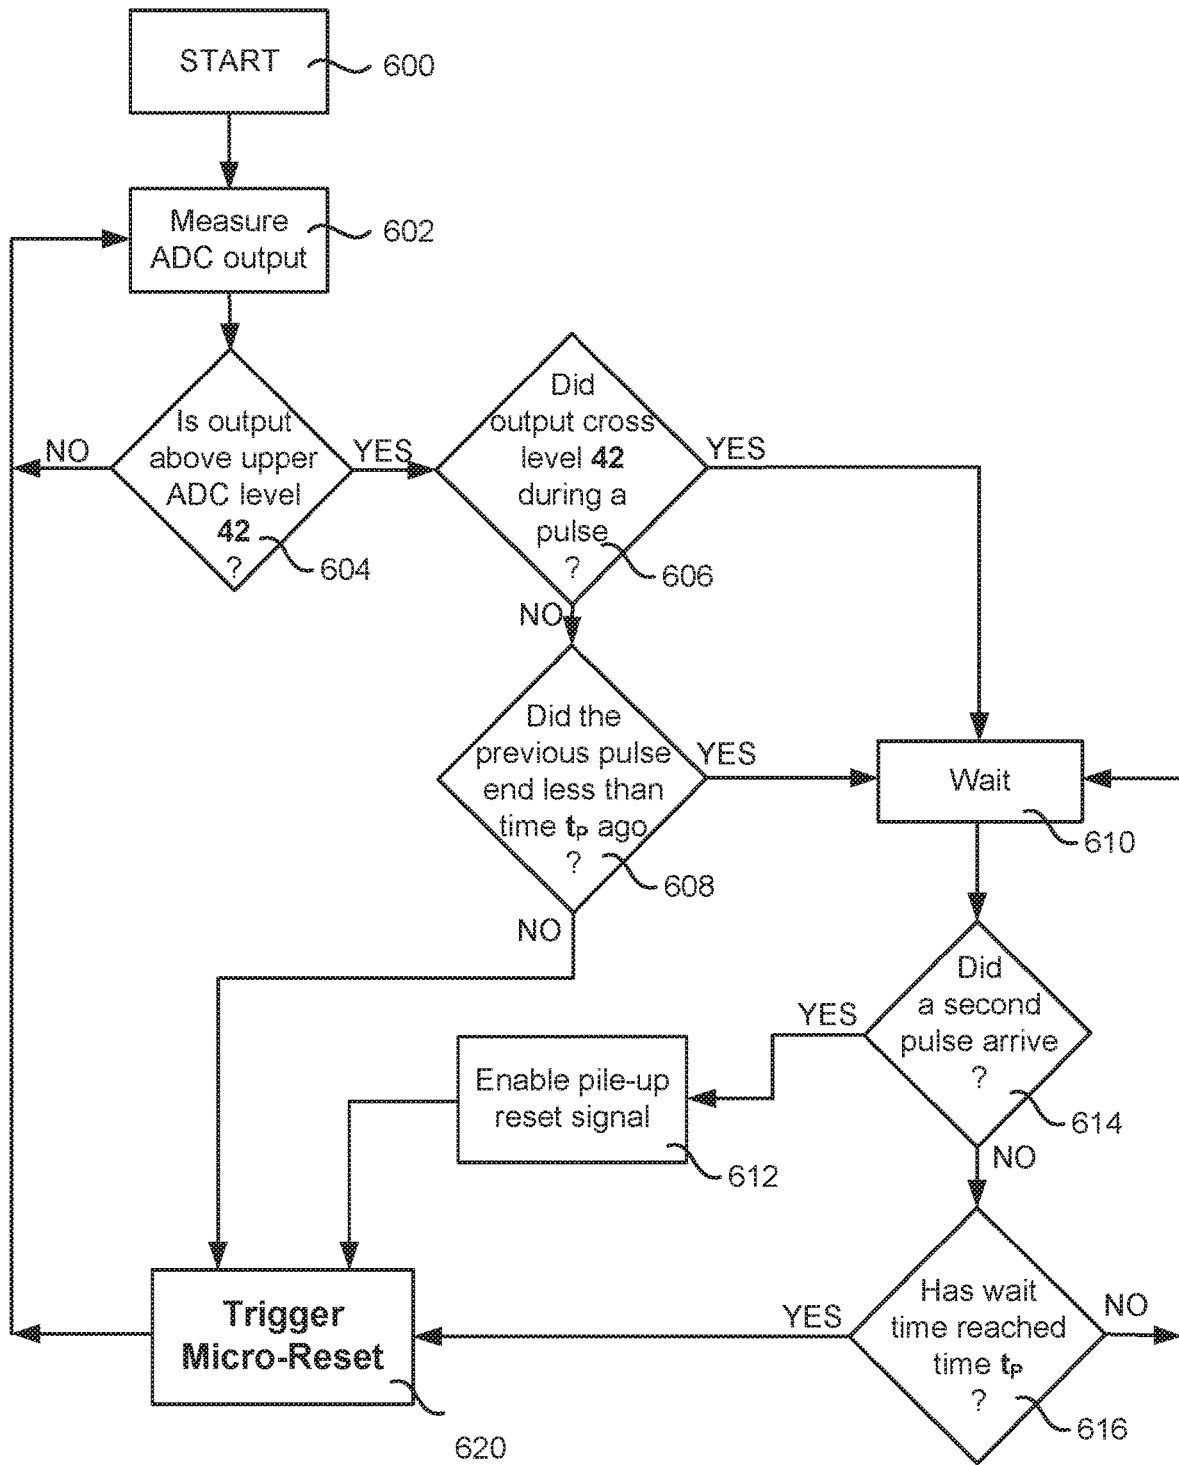 START
600
Measure
ADC output
602
Is output
above upper
ADC level
42
?
604
NO
YES
Did
output cross
level 42
during a
pulse
?
606
YES
NO
Did the
previous pulse
end less than
time tP ago
?
608
YES
NO
Wait
610
Did
a second
pulse arrive
?
614
YES
NO
Enable pile-up
reset signal
612
Has wait
time reached
time tP
?
616
YES
NO
Trigger
Micro-Reset
620